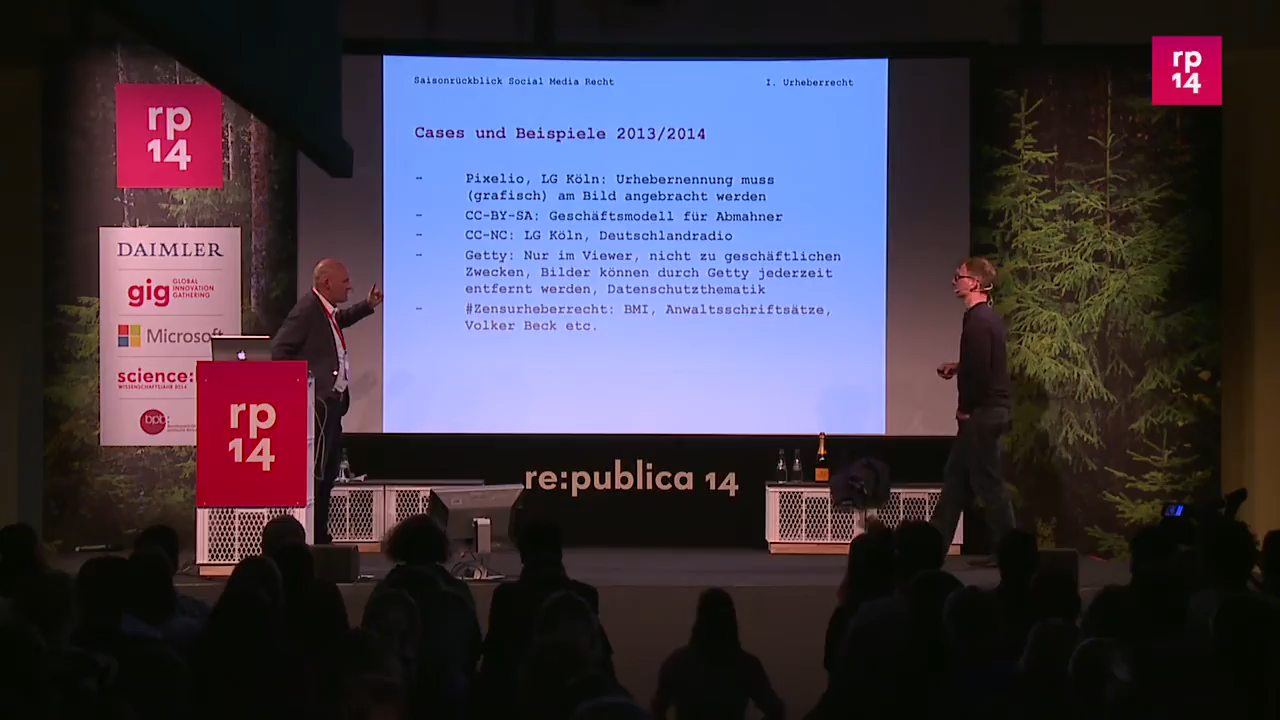 rp
14
Saisonrückblick Social Media Recht
I. Urheberrecht
Cases und Beispiele 2013/2014
- Pixelio, LG Köln: Urhebernennung muss
(grafisch) am Bild angebracht werden
- CC-BY-SA: Geschäftsmodell für Abmahner
- CC-NC: LG Köln, Deutschlandradio
- Getty: Nur im Viewer, nicht zu geschäftlichen
Zwecken, Bilder können durch Getty jederzeit
entfernt werden, Datenschutzthematik
- #Zensurheberrecht: BMI, Anwaltsschriftsätze,
Volker Beck etc.
rp
14
DAIMLER
gig GLOBAL
INNOVATION
GATHERING
Microsoft
science:
WISSENSCHAFTSJAHR 2014
bpb:
rp
14
re:publica 14